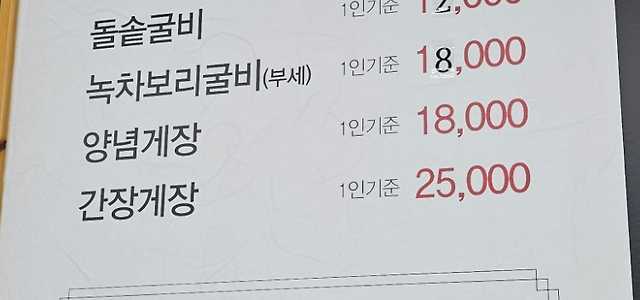 돌솥굴비 1인기준 12,000
녹차보리굴비(부세) 1인기준 18,000
양념게장 1인기준 18,000
간장게장 1인기준 25,000